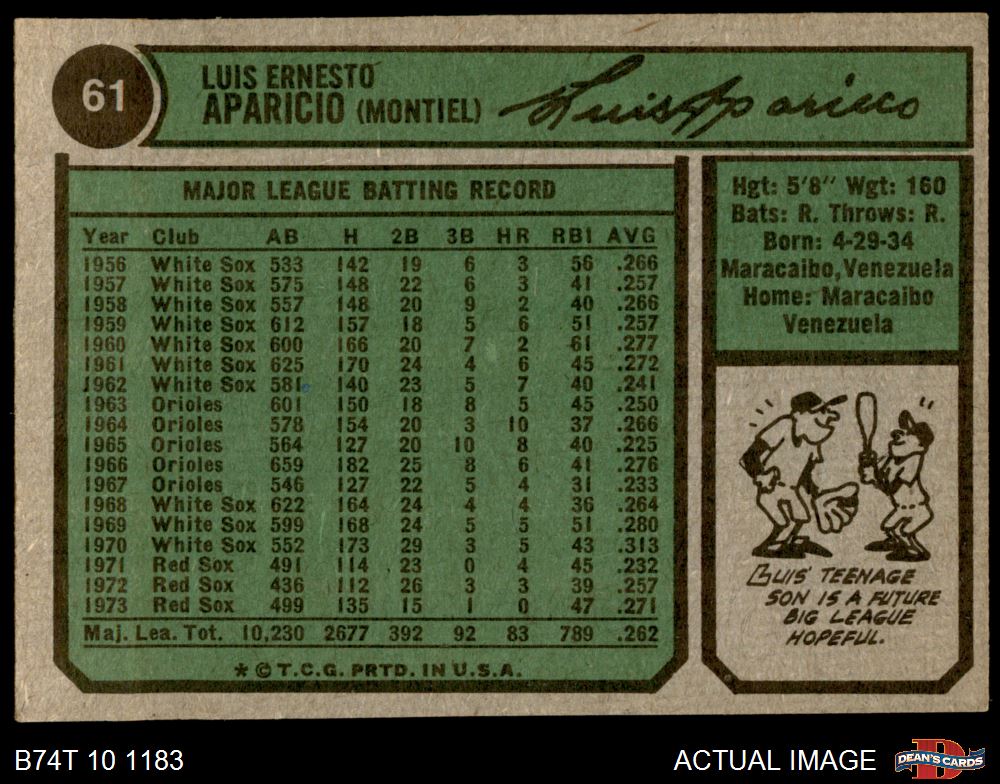 61
LUIS ERNESTO
APARICIO (MONTIEL)
Luis Aparicio
MAJOR LEAGUE BATTING RECORD
Year Club AB H 2B 3B HR RBI AVG
1956 White Sox 533 142 19 6 3 56 .266
1957 White Sox 575 148 22 6 3 41 .257
1958 White Sox 557 148 20 9 2 40 .266
1959 White Sox 612 157 18 5 6 51 .257
1960 White Sox 600 166 20 7 2 61 .277
1961 White Sox 625 170 24 4 6 45 .272
1962 White Sox 581 140 23 5 7 40 .241
1963 Orioles 601 150 18 8 5 45 .250
1964 Orioles 578 154 20 3 10 37 .266
1965 Orioles 564 127 20 10 8 40 .225
1966 Orioles 659 182 25 8 6 41 .276
1967 Orioles 546 127 22 5 4 31 .233
1968 White Sox 622 164 24 4 4 36 .264
1969 White Sox 599 168 24 5 5 51 .280
1970 White Sox 552 173 29 3 5 43 .313
1971 Red Sox 491 114 23 0 4 45 .232
1972 Red Sox 436 112 26 3 3 39 .257
1973 Red Sox 499 135 15 1 0 47 .271
Maj. Lea. Tot. 10,230 2677 392 92 83 789 .262
* © T.C.G. PRTD. IN U.S.A.
Hgt: 5'8" Wgt: 160
Bats: R. Throws: R.
Born: 4-29-34
Maracaibo, Venezuela
Home: Maracaibo
Venezuela
LUIS' TEENAGE
SON IS A FUTURE
BIG LEAGUE
HOPEFUL.
B74T 10 1183
ACTUAL IMAGE
D
DEAN'S CARDS